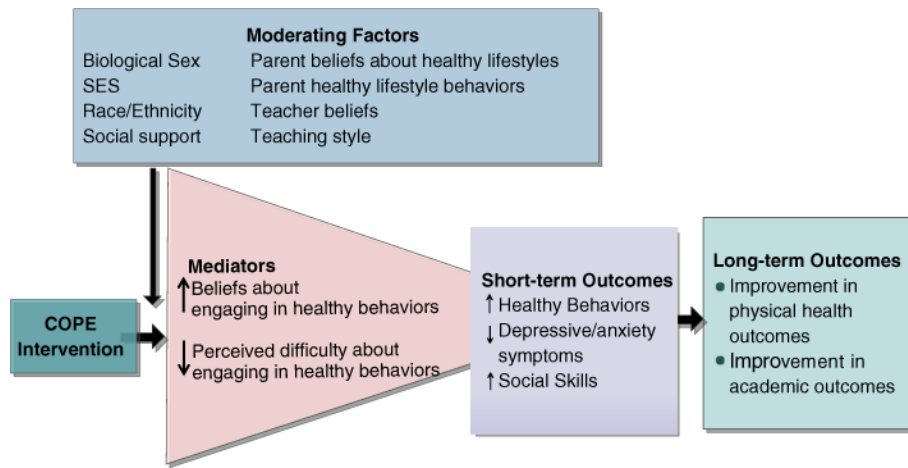 Moderating Factors
Biological Sex Parent beliefs about healthy lifestyles
SES Parent healthy lifestyle behaviors
Race/Ethnicity Teacher beliefs
Social support Teaching style
COPE
Intervention
Mediators
↑ Beliefs about
engaging in healthy behaviors
↓ Perceived difficulty about
engaging in healthy behaviors
Short-term Outcomes
↑ Healthy Behaviors
↓ Depressive/anxiety
symptoms
↑ Social Skills
Long-term Outcomes
• Improvement in
physical health
outcomes
• Improvement in
academic outcomes